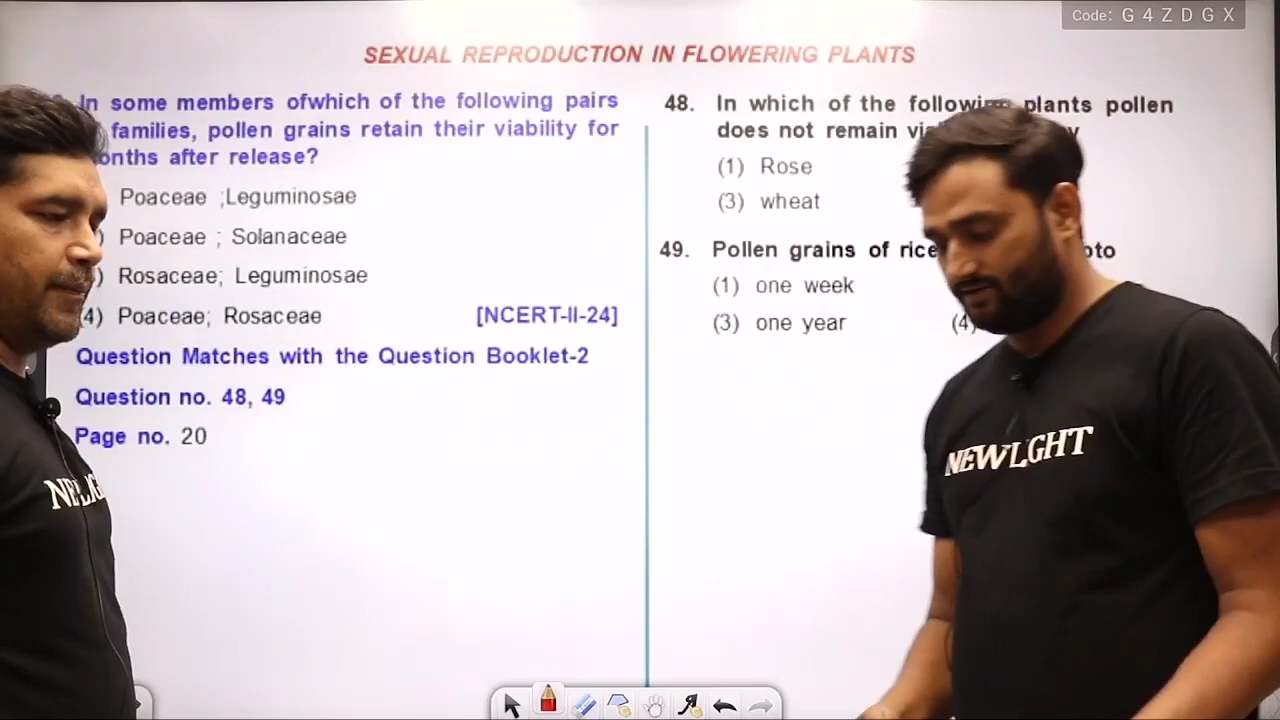 Code: G4ZDGX
SEXUAL REPRODUCTION IN FLOWERING PLANTS
In some members ofwhich of the following pairs
families, pollen grains retain their viability for
after release?
Poaceae ;Leguminosae
Poaceae ; Solanaceae
) Rosaceae; Leguminosae
(4) Poaceae; Rosaceae [NCERT-II-24]
Question Matches with the Question Booklet-2
Question no. 48, 49
Page no. 20
48. In which of the following plants pollen
does not remain
(1) Rose
(3) wheat
49. Pollen grains of rice
(1) one week
(3) one year (4)
NEWLGHT